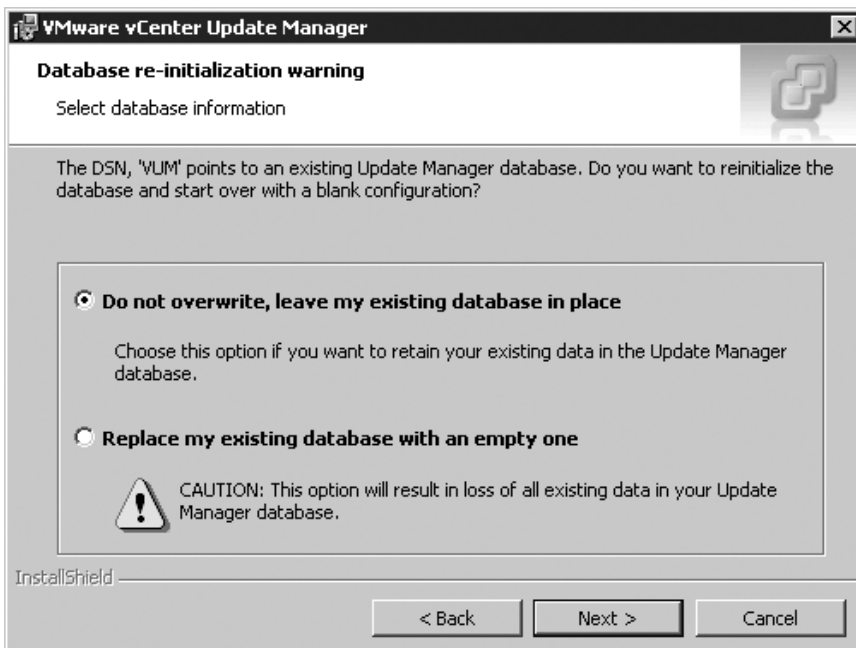 VMware vCenter Update Manager
Database re-initialization warning
Select database information
The DSN, 'VUM' points to an existing Update Manager database. Do you want to reinitialize the
database and start over with a blank configuration?
Do not overwrite, leave my existing database in place
Choose this option if you want to retain your existing data in the Update Manager
database.
Replace my existing database with an empty one
CAUTION: This option will result in loss of all existing data in your Update
Manager database.
InstallShield
< Back
Next >
Cancel